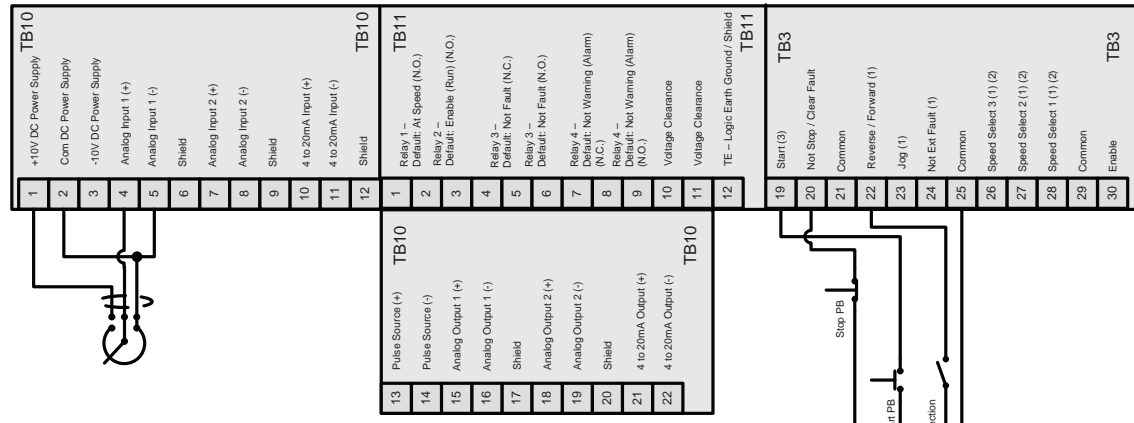 TB10
TB10
+10V DC Power Supply
Com DC Power Supply
-10V DC Power Supply
Analog Input 1 (+)
Analog Input 1 (-)
Shield
Analog Input 2 (+)
Analog Input 2 (-)
Shield
4 to 20mA Input (+)
4 to 20mA Input (-)
Shield
1
2
3
4
5
6
7
8
9
10
11
12
TB11
TB11
Relay 1 –
Default: At Speed (N.O.)
Relay 2 –
Default: Enable (Run) (N.O.)
Relay 3 –
Default: Not Fault (N.C.)
Relay 3 –
Default: Not Fault (N.O.)
Relay 4 –
Default: Not Warning (Alarm)
(N.C.)
Relay 4 –
Default: Not Warning (Alarm)
(N.O.)
Voltage Clearance
Voltage Clearance
TE – Logic Earth Ground / Shield
1
2
3
4
5
6
7
8
9
10
11
12
TB3
TB3
Start (3)
Not Stop / Clear Fault
Common
Reverse / Forward (1)
Jog (1)
Not Ext Fault (1)
Common
Speed Select 3 (1) (2)
Speed Select 2 (1) (2)
Speed Select 1 (1) (2)
Common
Enable
19
20
21
22
23
24
25
26
27
28
29
30
TB10
TB10
Pulse Source (+)
Pulse Source (-)
Analog Output 1 (+)
Analog Output 1 (-)
Shield
Analog Output 2 (+)
Analog Output 2 (-)
Shield
4 to 20mA Output (+)
4 to 20mA Output (-)
13
14
15
16
17
18
19
20
21
22
Stop PB
PB